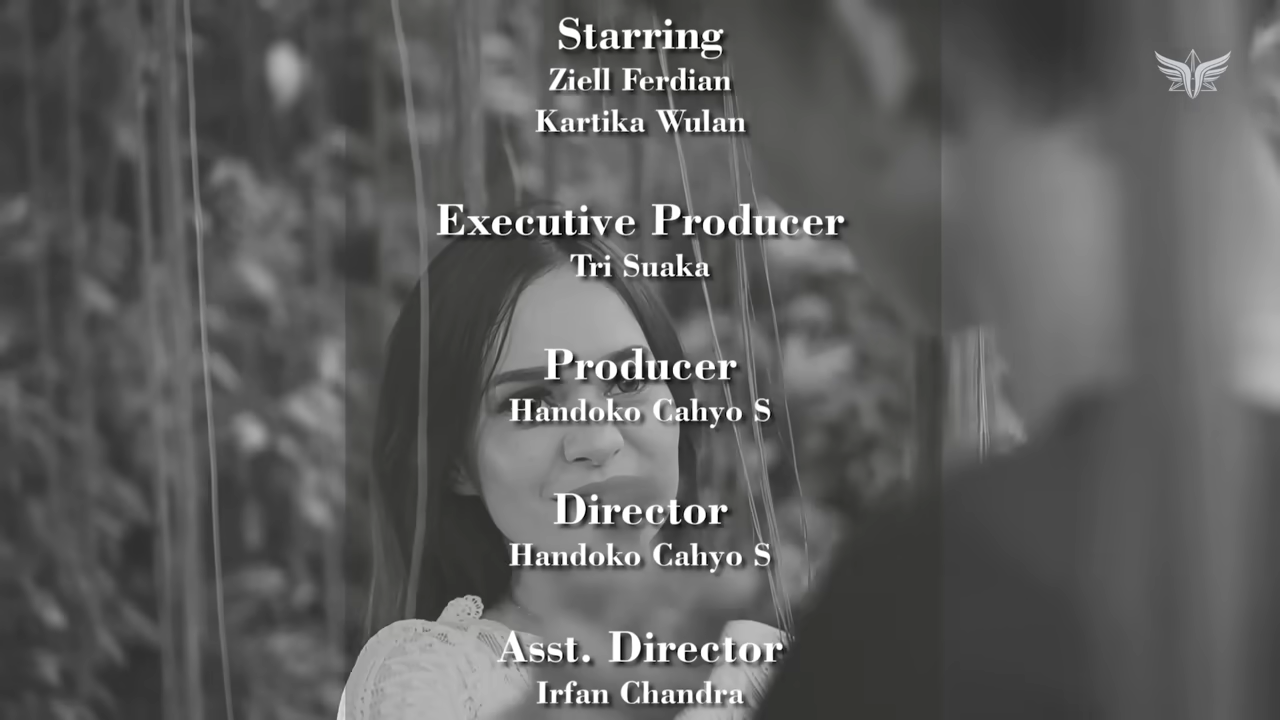 Starring
Ziell Ferdian
Kartika Wulan
Executive Producer
Tri Suaka
Producer
Handoko Cahyo S
Director
Handoko Cahyo S
Asst. Director
Irfan Chandra